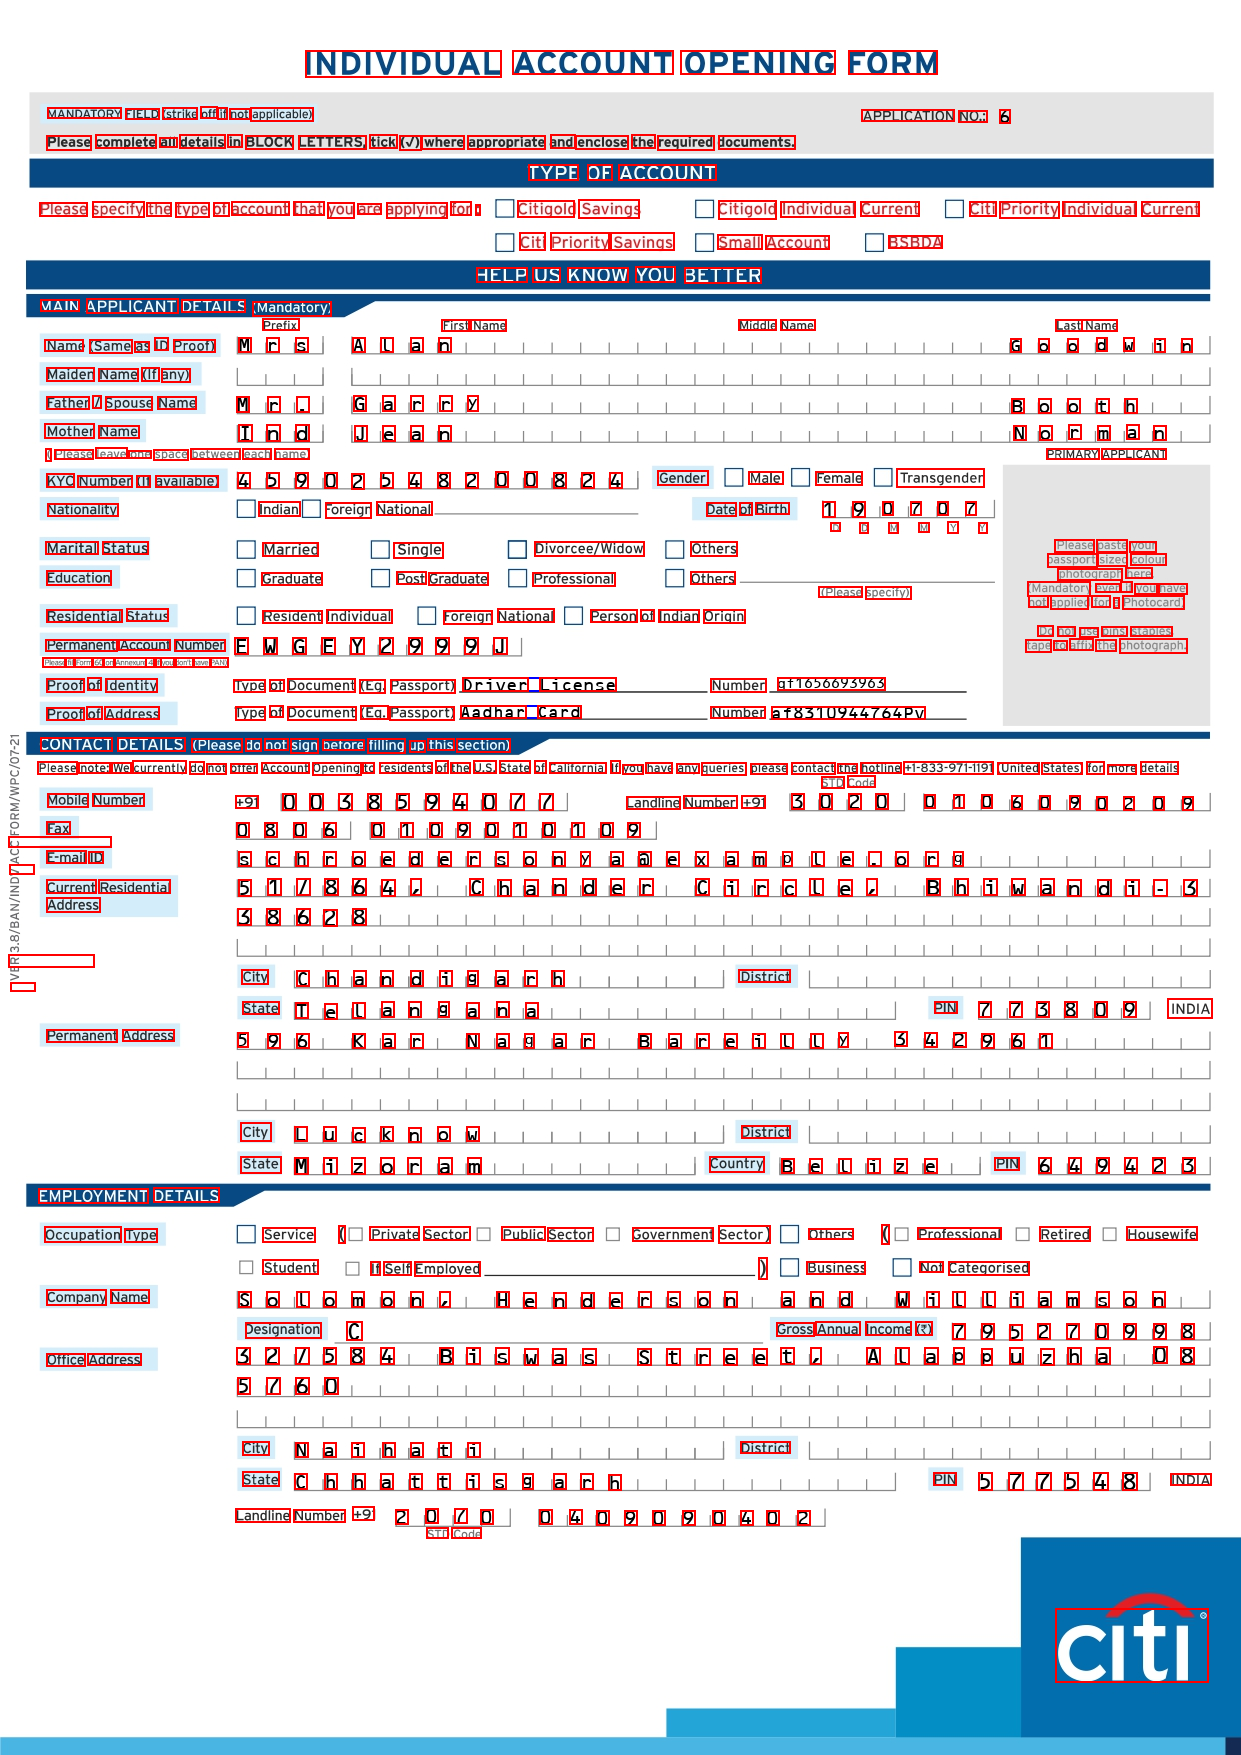 INDIVIDUAL ACCOUNT OPENING FORM
MANDATORY FIELD (strike off if not applicable)
APPLICATION NO.: 6
Please complete all details in BLOCK LETTERS, tick (√) where appropriate and enclose the required documents.
TYPE OF ACCOUNT
Please specify the type of account that you are applying for : Citigold Savings Citigold Individual Current Citi Priority Individual Current
Citi Priority Savings Small Account BSBDA
HELP US KNOW YOU BETTER
MAIN APPLICANT DETAILS (Mandatory)
Prefix First Name Middle Name Last Name
Name (Same as ID Proof) Mrs Alan Goodwin
Maiden Name (If any)
Father / Spouse Name Mr. Garry Booth
Mother Name Ind Jean Norman
( Please leave one space between each name)
PRIMARY APPLICANT
KYC Number (If available) 45902548200824 Gender Male Female Transgender
Nationality Indian Foreign National Date of Birth 190707
D D M M Y Y
Marital Status Married Single Divorcee/Widow Others
Education Graduate Post Graduate Professional Others
(Please specify)
Please paste your
passport sized colour
photograph here
(Mandatory even if you have
not applied for a Photocard)
Do not use pins, staples
tape to affix the photograph.
Residential Status Resident Individual Foreign National Person of Indian Origin
Permanent Account Number EWGEY2999J
(Please fill Form 60 or Annexure 4 if you don't have PAN)
Proof of Identity Type of Document (Eg. Passport) Driver License Number gf1656693963
Proof of Address Type of Document (Eg. Passport) Aadhar Card Number af8310944764Pv
CONTACT DETAILS (Please do not sign before filling up this section)
Please note: We currently do not offer Account Opening to residents of the U.S. State of California. If you have any queries, please contact the hotline +1-833-971-1191 (United States) for more details
STD Code
Mobile Number +91 0038594077 Landline Number +91 3020 0106090209
Fax 0806 0109010109
E-mail ID schroedersonya@example.org
Current Residential Address 51/864, Chander Circle, Bhiwandi-3
38628
City Chandigarh District
State Telangana PIN 773809 INDIA
Permanent Address 596 Kar Nagar Bareilly 342961
City Lucknow District
State Mizoram Country Belize PIN 649423
EMPLOYMENT DETAILS
Occupation Type Service ( Private Sector Public Sector Government Sector) Others ( Professional Retired Housewife
Student If Self Employed ) Business Not Categorised
Company Name Solomon, Henderson and Williamson
Designation C Gross Annual Income (₹) 795270998
Office Address 32/584 Biswas Street, Alappuzha 08
5760
City Naihati District
State Chhattisgarh PIN 577548 INDIA
Landline Number +91 2070 0409090402
STD Code
VER 3.8/BAN/INDV ACC FORM/WPC/07-21
citi